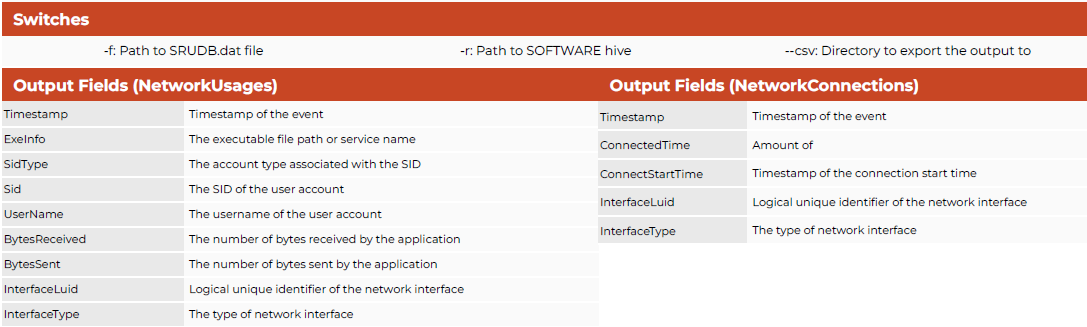 Switches
-f: Path to SRUDB.dat file -r: Path to SOFTWARE hive --csv: Directory to export the output to
Output Fields (NetworkUsages)
Timestamp Timestamp of the event
ExeInfo The executable file path or service name
SidType The account type associated with the SID
Sid The SID of the user account
UserName The username of the user account
BytesReceived The number of bytes received by the application
BytesSent The number of bytes sent by the application
InterfaceLuid Logical unique identifier of the network interface
InterfaceType The type of network interface
Output Fields (NetworkConnections)
Timestamp Timestamp of the event
ConnectedTime Amount of
ConnectStartTime Timestamp of the connection start time
InterfaceLuid Logical unique identifier of the network interface
InterfaceType The type of network interface